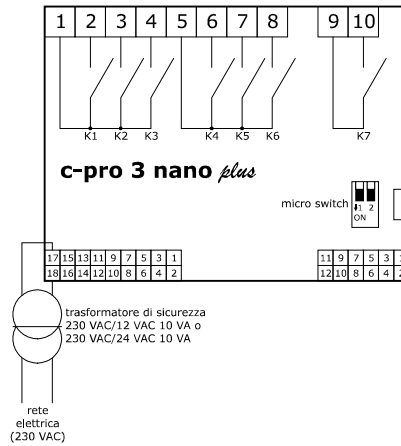 1 2 3 4 5 6 7 8 9 10
K1 K2 K3 K4 K5 K6 K7
c-pro 3 nano plus
micro switch
1 2
ON
17 15 13 11 9 7 5 3 1
18 16 14 12 10 8 6 4 2
11 9 7 5 3
12 10 8 6 4
trasformatore di sicurezza
230 VAC/12 VAC 10 VA o
230 VAC/24 VAC 10 VA
rete
elettrica
(230 VAC)